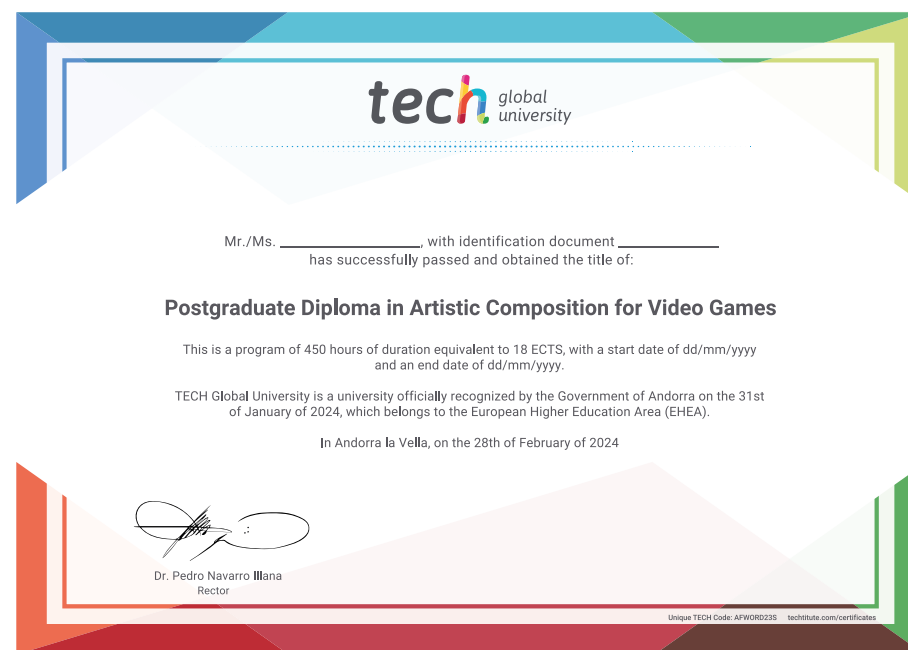 tech global
university
Mr./Ms. ____________________, with identification document ______________
has successfully passed and obtained the title of:
Postgraduate Diploma in Artistic Composition for Video Games
This is a program of 450 hours of duration equivalent to 18 ECTS, with a start date of dd/mm/yyyy
and an end date of dd/mm/yyyy.
TECH Global University is a university officially recognized by the Government of Andorra on the 31st
of January of 2024, which belongs to the European Higher Education Area (EHEA).
In Andorra la Vella, on the 28th of February of 2024
Dr. Pedro Navarro Illana
Rector
Unique TECH Code: AFWORD23S techtitute.com/certificates